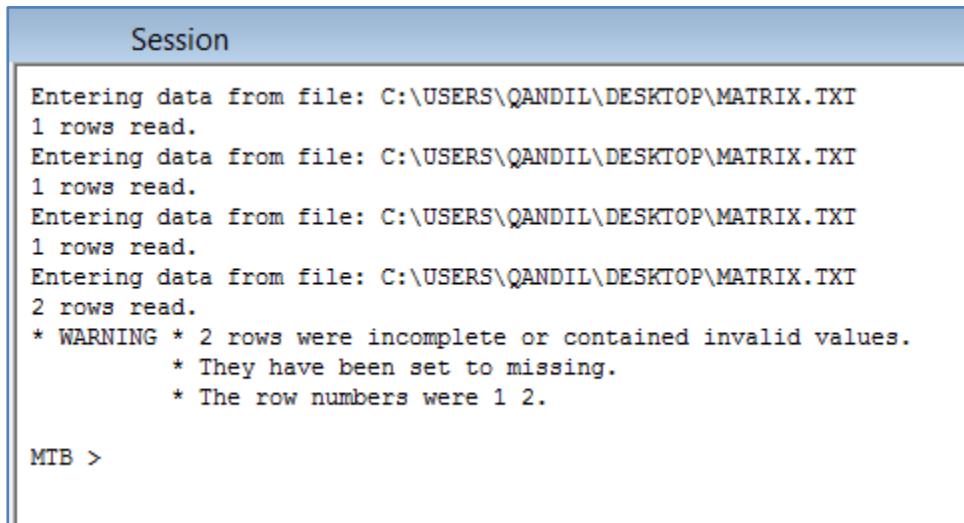 Session
Entering data from file: C:\USERS\QANDIL\DESKTOP\MATRIX.TXT
1 rows read.
Entering data from file: C:\USERS\QANDIL\DESKTOP\MATRIX.TXT
1 rows read.
Entering data from file: C:\USERS\QANDIL\DESKTOP\MATRIX.TXT
1 rows read.
Entering data from file: C:\USERS\QANDIL\DESKTOP\MATRIX.TXT
2 rows read.
* WARNING * 2 rows were incomplete or contained invalid values.
* They have been set to missing.
* The row numbers were 1 2.
MTB >